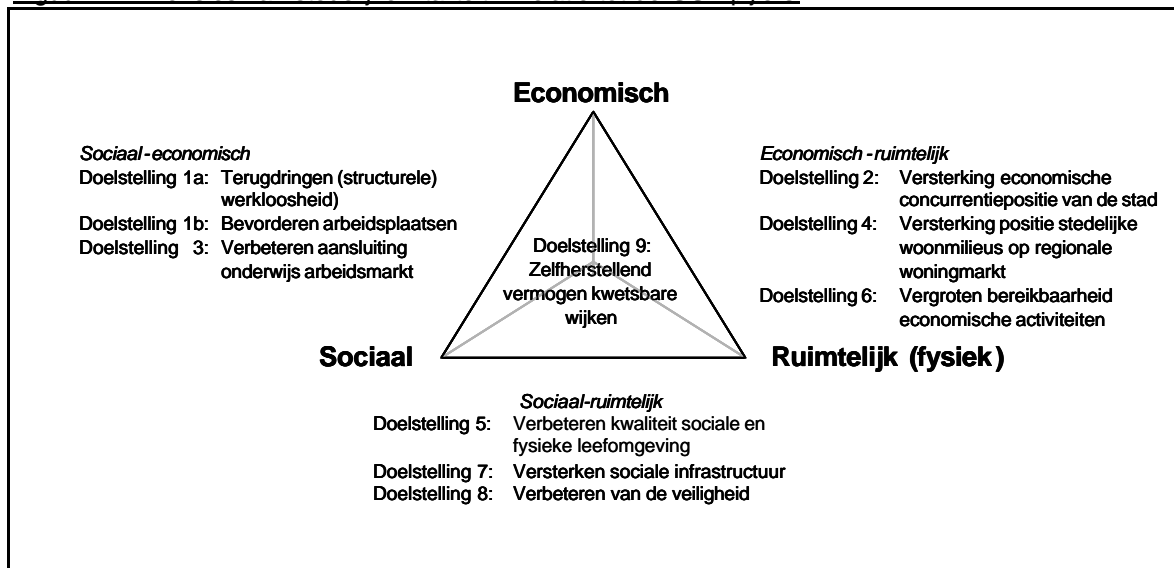 Economisch
Sociaal-economisch
Doelstelling 1a: Terugdringen (structurele)
werkloosheid)
Doelstelling 1b: Bevorderen arbeidsplaatsen
Doelstelling 3: Verbeteren aansluiting
onderwijs arbeidsmarkt
Economisch-ruimtelijk
Doelstelling 2: Versterking economische
concurrentiepositie van de stad
Doelstelling 4: Versterking positie stedelijke
woonmilieus op regionale
woningmarkt
Doelstelling 6: Vergroten bereikbaarheid
economische activiteiten
Doelstelling 9:
Zelfherstellend
vermogen kwetsbare
wijken
Sociaal
Ruimtelijk (fysiek)
Sociaal-ruimtelijk
Doelstelling 5: Verbeteren kwaliteit sociale en
fysieke leefomgeving
Doelstelling 7: Versterken sociale infrastructuur
Doelstelling 8: Verbeteren van de veiligheid